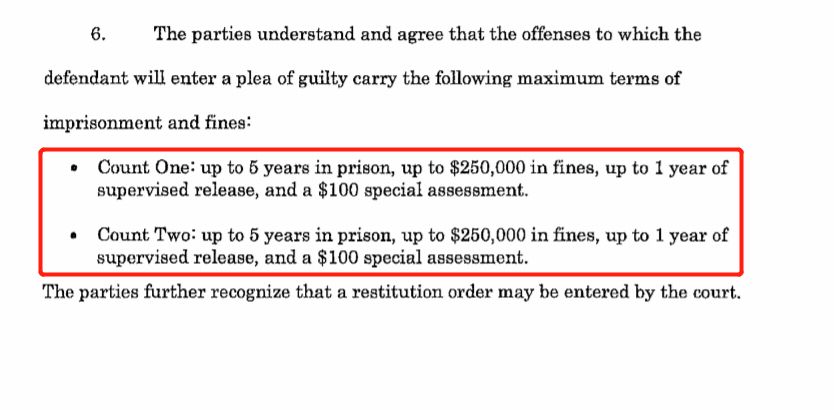 6. The parties understand and agree that the offenses to which the
defendant will enter a plea of guilty carry the following maximum terms of
imprisonment and fines:
• Count One: up to 5 years in prison, up to $250,000 in fines, up to 1 year of
supervised release, and a $100 special assessment.
• Count Two: up to 5 years in prison, up to $250,000 in fines, up to 1 year of
supervised release, and a $100 special assessment.
The parties further recognize that a restitution order may be entered by the court.